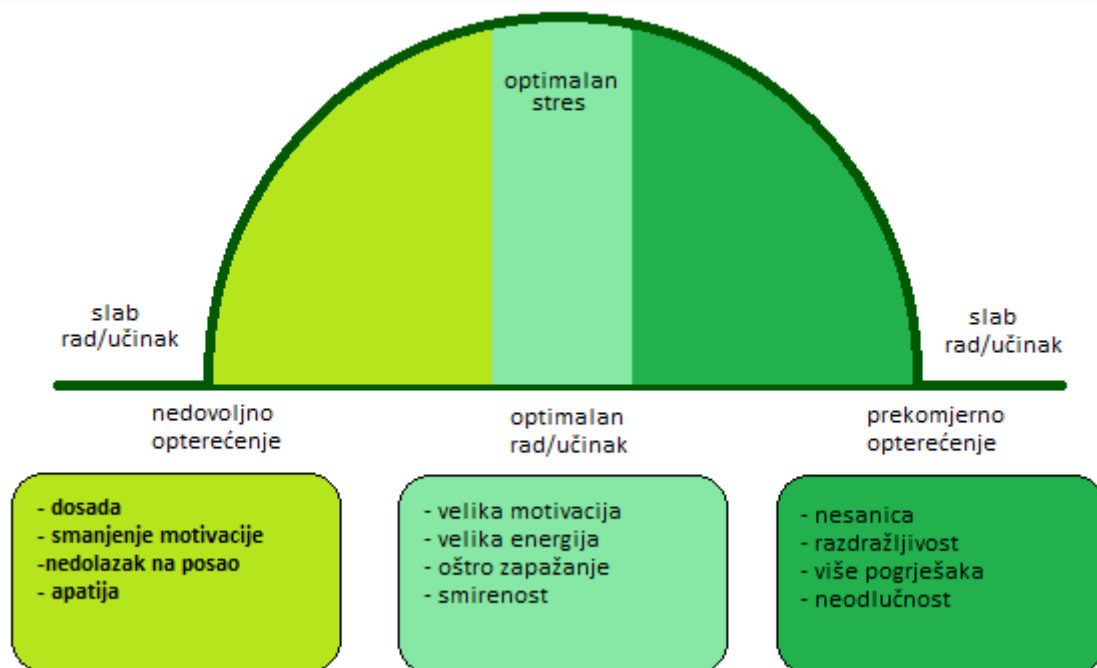 optimalan
stres
slab
rad/učinak
slab
rad/učinak
nedovoljno
opterećenje
optimalan
rad/učinak
prekomjerno
opterećenje
- dosada
- smanjenje motivacije
-nedolazak na posao
- apatija
- velika motivacija
- velika energija
- oštro zapažanje
- smirenost
- nesanica
- razdražljivost
- više pogrješaka
- neodlučnost